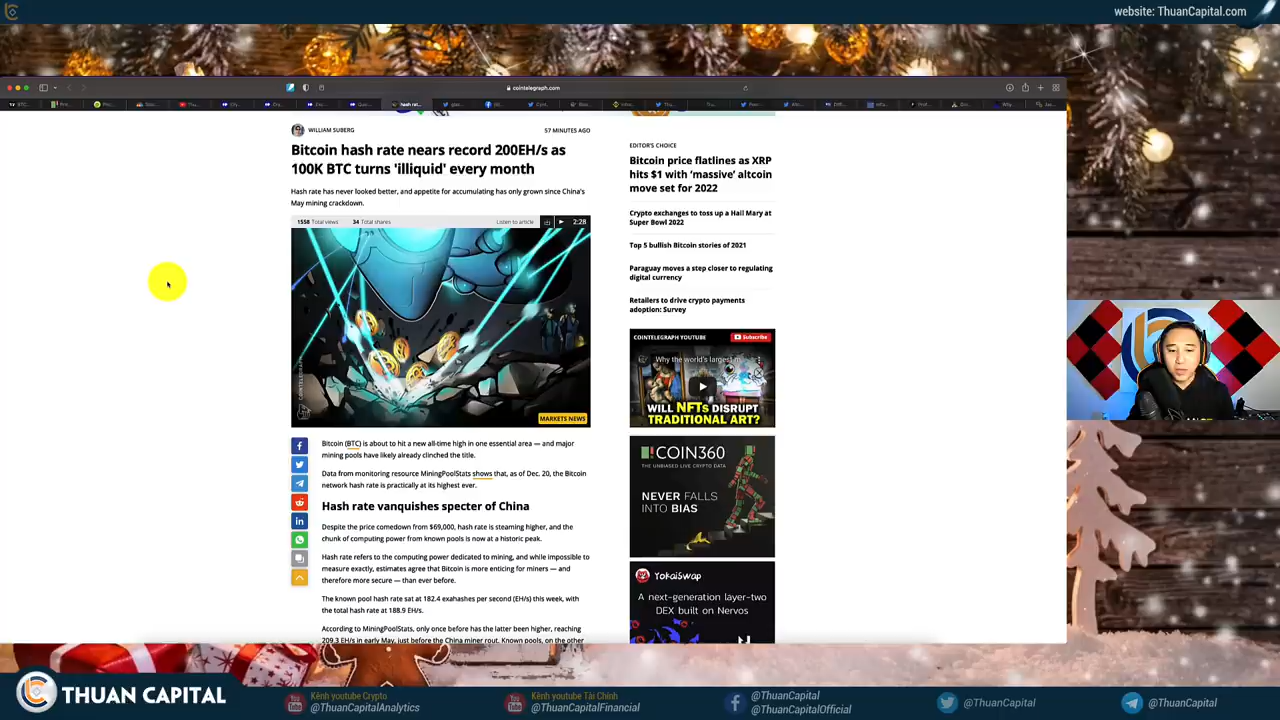 website: ThuanCapital.com
cointelegraph.com
WILLIAM SUBERG
57 MINUTES AGO
Bitcoin hash rate nears record 200EH/s as
100K BTC turns 'illiquid' every month
Hash rate has never looked better, and appetite for accumulating has only grown since China's
May mining crackdown.
1558 Total views
34 Total shares
Listen to article
2:28
COINTELEGRAPH
MARKETS NEWS
Bitcoin (BTC) is about to hit a new all-time high in one essential area — and major
mining pools have likely already clinched the title.
Data from monitoring resource MiningPoolStats shows that, as of Dec. 20, the Bitcoin
network hash rate is practically at its highest ever.
Hash rate vanquishes specter of China
Despite the price comedown from $69,000, hash rate is steaming higher, and the
chunk of computing power from known pools is now at a historic peak.
Hash rate refers to the computing power dedicated to mining, and while impossible to
measure exactly, estimates agree that Bitcoin is more enticing for miners — and
therefore more secure — than ever before.
The known pool hash rate sat at 182.4 exahashes per second (EH/s) this week, with
the total hash rate at 188.9 EH/s.
According to MiningPoolStats, only once before has the latter been higher, reaching
209.3 EH/s in early May, just before the China miner rout. Known pools, on the other
EDITOR'S CHOICE
Bitcoin price flatlines as XRP
hits $1 with ‘massive’ altcoin
move set for 2022
Crypto exchanges to toss up a Hail Mary at
Super Bowl 2022
Top 5 bullish Bitcoin stories of 2021
Paraguay moves a step closer to regulating
digital currency
Retailers to drive crypto payments
adoption: Survey
COINTELEGRAPH YOUTUBE
Subscribe
Why the world's largest
WILL NFTs DISRUPT
TRADITIONAL ART?
COIN360
THE UNBIASED LIVE CRYPTO DATA
NEVER FALLS
INTO BIAS
YokaiSwap
A next-generation layer-two
DEX built on Nervos
THUAN CAPITAL
Kênh youtube Crypto
@ThuanCapitalAnalytics
Kênh youtube Tài Chính
@ThuanCapitalFinancial
@ThuanCapital
@ThuanCapitalOfficial
@ThuanCapital
@ThuanCapital